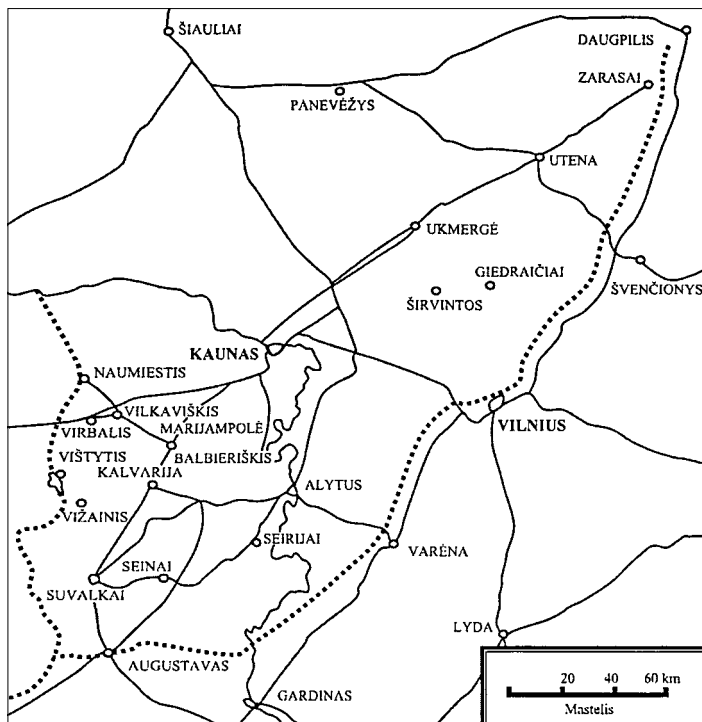 ŠIAULIAI
DAUGPILIS
ZARASAI
PANEVĖŽYS
UTENA
UKMERGĖ
GIEDRAIČIAI
ŠIRVINTOS
ŠVENČIONYS
KAUNAS
NAUMIESTIS
VILKAVIŠKIS
VIRBALIS
MARIJAMPOLĖ
VILNIUS
BALBIERIŠKIS
VIŠTYTIS
KALVARIJA
ALYTUS
VIŽAINIS
SEIRIJAI
VARĖNA
SEINAI
SUVALKAI
LYDA
AUGUSTAVAS
GARDINAS
20 40 60 km
Mastelis